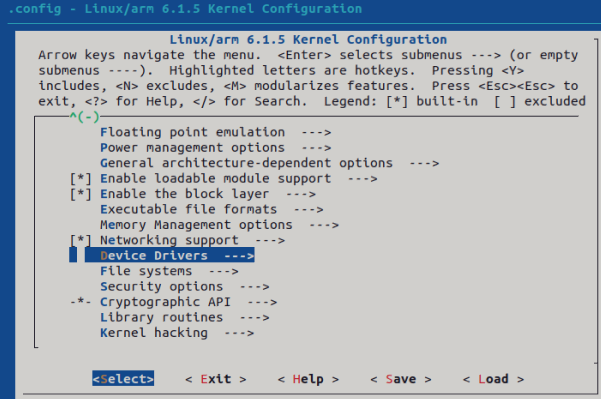 .config - Linux/arm 6.1.5 Kernel Configuration
Linux/arm 6.1.5 Kernel Configuration
Arrow keys navigate the menu.  <Enter> selects submenus ---> (or empty
submenus ----).  Highlighted letters are hotkeys.  Pressing <Y>
includes, <N> excludes, <M> modularizes features.  Press <Esc><Esc> to
exit, <?> for Help, </> for Search.  Legend: [*] built-in  [ ] excluded
^(-)
Floating point emulation  --->
Power management options  --->
General architecture-dependent options  --->
[*] Enable loadable module support  --->
[*] Enable the block layer  --->
Executable file formats  --->
Memory Management options  --->
[*] Networking support  --->
Device Drivers  --->
File systems  --->
Security options  --->
-*- Cryptographic API  --->
Library routines  --->
Kernel hacking  --->
<Select>    < Exit >    < Help >    < Save >    < Load >